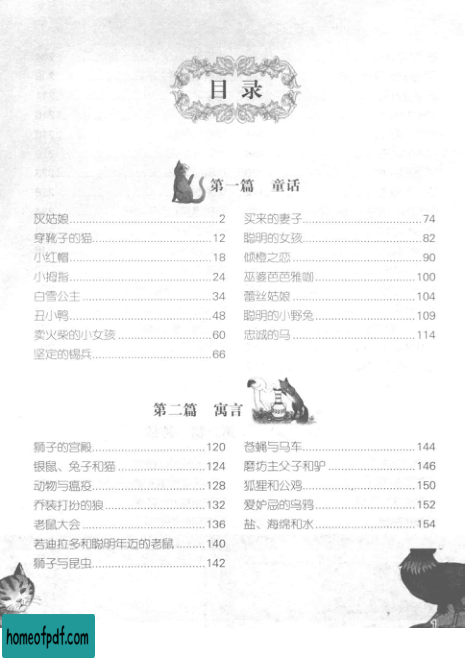 目录
第一篇 童话
灰姑娘 2
穿靴子的猫 12
小红帽 18
小拇指 24
白雪公主 34
丑小鸭 48
卖火柴的小女孩 60
坚定的锡兵 66
买来的妻子 74
聪明的女孩 82
倾橙之恋 90
巫婆芭芭雅咖 100
蕾丝姑娘 104
聪明的小野兔 109
忠诚的马 114
第二篇 寓言
狮子的宫殿 120
银鼠、兔子和猫 124
动物与瘟疫 128
乔装打扮的狼 132
老鼠大会 136
若迪拉多和聪明年迈的老鼠 140
狮子与昆虫 142
苍蝇与马车 144
磨坊主父子和驴 146
狐狸和公鸡 150
爱妒忌的乌鸦 152
盐、海绵和水 154
1
homeofpdf.com